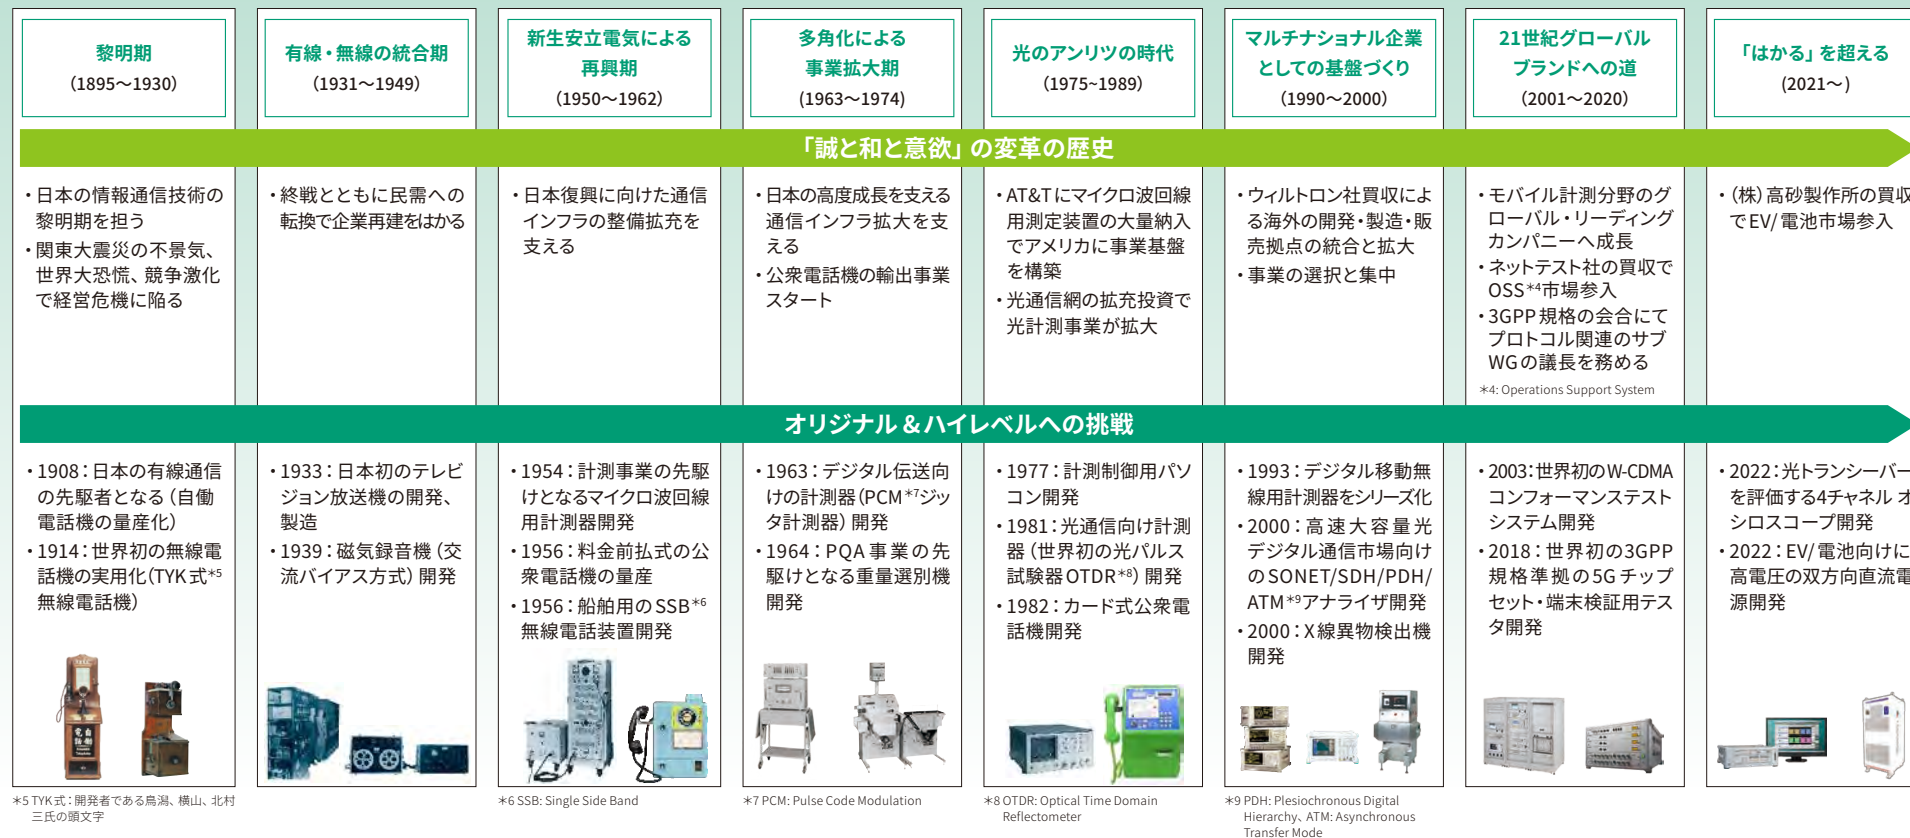 黎明期
（1895～1930）
有線・無線の統合期
（1931～1949）
新生安立電気による
再興期
（1950～1962）
多角化による
事業拡大期
（1963～1974）
光のアンリツの時代
（1975~1989）
マルチナショナル企業
としての基盤づくり
（1990～2000）
21世紀グローバル
ブランドへの道
（2001～2020）
「はかる」を超える
（2021～）
「誠と和と意欲」の変革の歴史
・日本の情報通信技術の
黎明期を担う
・関東大震災の不景気、
世界大恐慌、競争激化
で経営危機に陥る
・終戦とともに民需への
転換で企業再建をはかる
・日本復興に向けた通信
インフラの整備拡充を
支える
・日本の高度成長を支える
通信インフラ拡大を支
える
・公衆電話機の輸出事業
スタート
・AT&Tにマイクロ波回線
用測定装置の大量納入
でアメリカに事業基盤
を構築
・光通信網の拡充投資で
光計測事業が拡大
・ウィルトロン社買収によ
る海外の開発・製造・販
売拠点の統合と拡大
・事業の選択と集中
・モバイル計測分野のグ
ローバル・リーディング
カンパニーへ成長
・ネットテスト社の買収で
OSS*4市場参入
・3GPP規格の会合にて
プロトコル関連のサブ
WGの議長を務める
*4: Operations Support System
・（株）高砂製作所の買収
でEV/電池市場参入
オリジナル＆ハイレベルへの挑戦
・1908：日本の有線通信
の先駆者となる（自働
電話機の量産化）
・1914：世界初の無線電
話機の実用化（TYK式*5
無線電話機）
・1933：日本初のテレビ
ジョン放送機の開発、
製造
・1939：磁気録音機（交
流バイアス方式）開発
・1954：計測事業の先駆
けとなるマイクロ波回線
用計測器開発
・1956：料金前払式の公
衆電話機の量産
・1956：船舶用のSSB*6
無線電話装置開発
・1963：デジタル伝送向
けの計測器（PCM*7ジッ
タ計測器）開発
・1964：PQA事業の先
駆けとなる重量選別機
開発
・1977：計測制御用パソ
コン開発
・1981：光通信向け計測
器（世界初の光パルス
試験器OTDR*8）開発
・1982：カード式公衆電
話機開発
・1993：デジタル移動無
線用計測器をシリーズ化
・2000：高速大容量光
デジタル通信市場向け
のSONET/SDH/PDH/
ATM*9アナライザ開発
・2000：X線異物検出機
開発
・2003：世界初のW-CDMA
コンフォーマンステスト
システム開発
・2018：世界初の3GPP
規格準拠の5Gチップ
セット・端末検証用テス
タ開発
・2022：光トランシーバー
を評価する4チャネル オ
シロスコープ開発
・2022：EV/電池向けに
高電圧の双方向直流電
源開発
自働
電話
*5 TYK式：開発者である鳥潟、横山、北村
三氏の頭文字
*6 SSB: Single Side Band
*7 PCM: Pulse Code Modulation
*8 OTDR: Optical Time Domain
Reflectometer
*9 PDH: Plesiochronous Digital
Hierarchy、ATM: Asynchronous
Transfer Mode